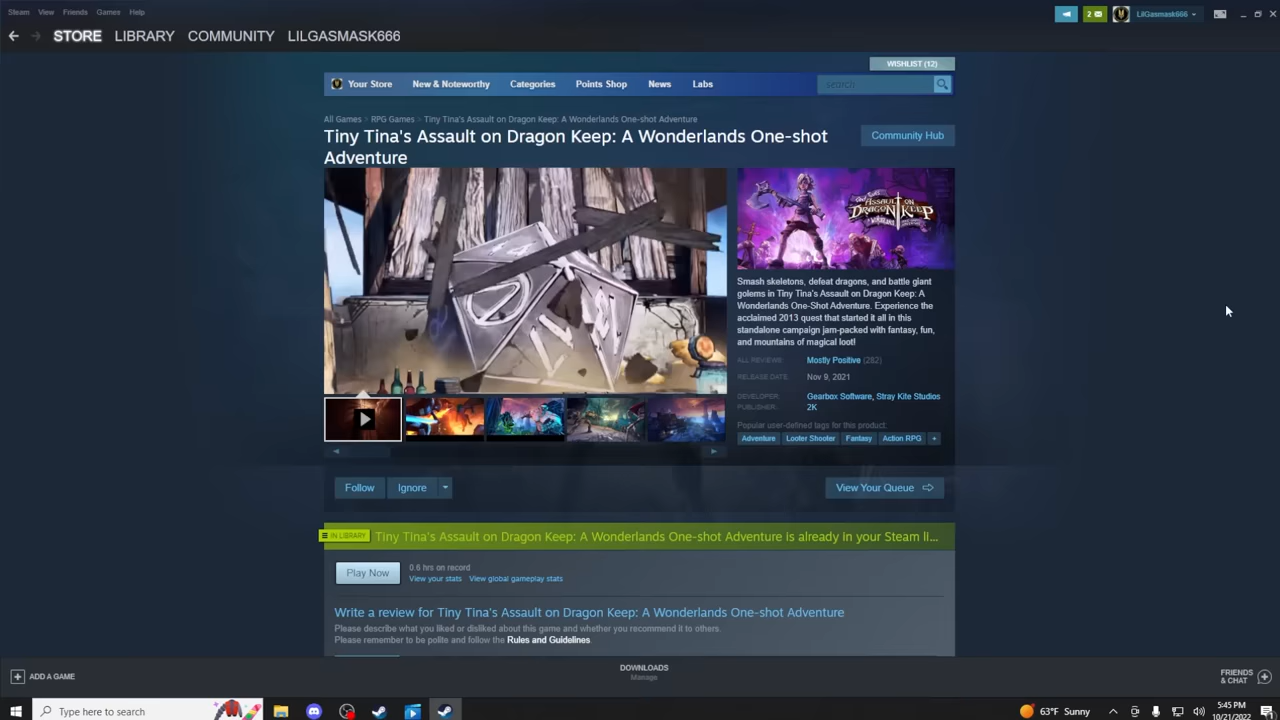 Steam View Friends Games Help
2
LilGasmask666
STORE LIBRARY COMMUNITY LILGASMASK666
WISHLIST (12)
Your Store New & Noteworthy Categories Points Shop News Labs
search
All Games > RPG Games > Tiny Tina's Assault on Dragon Keep: A Wonderlands One-shot Adventure
Tiny Tina's Assault on Dragon Keep: A Wonderlands One-shot
Adventure
Community Hub
ASSAULT ON
DRAGON KEEP
Smash skeletons, defeat dragons, and battle giant
golems in Tiny Tina's Assault on Dragon Keep: A
Wonderlands One-Shot Adventure. Experience the
acclaimed 2013 quest that started it all in this
standalone campaign jam-packed with fantasy, fun,
and mountains of magical loot!
ALL REVIEWS: Mostly Positive (282)
RELEASE DATE: Nov 9, 2021
DEVELOPER: Gearbox Software, Stray Kite Studios
PUBLISHER: 2K
Popular user-defined tags for this product:
Adventure Looter Shooter Fantasy Action RPG +
Follow Ignore
View Your Queue
IN LIBRARY Tiny Tina's Assault on Dragon Keep: A Wonderlands One-shot Adventure is already in your Steam li...
Play Now
0.6 hrs on record
View your stats View global gameplay stats
Write a review for Tiny Tina's Assault on Dragon Keep: A Wonderlands One-shot Adventure
Please describe what you liked or disliked about this game and whether you recommend it to others.
Please remember to be polite and follow the Rules and Guidelines.
ADD A GAME
DOWNLOADS
Manage
FRIENDS
& CHAT
Type here to search
63°F Sunny
5:45 PM
10/21/2022